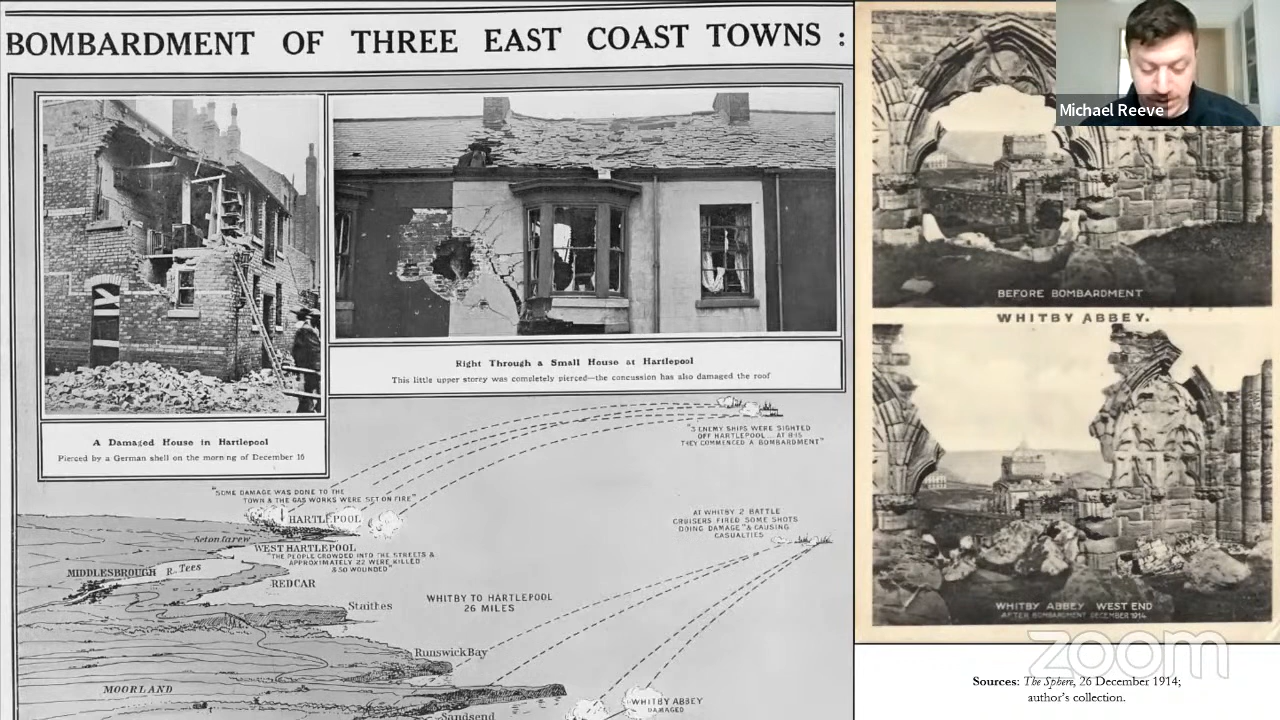 BOMBARDMENT OF THREE EAST COAST TOWNS :
A Damaged House in Hartlepool
Pierced by a German shell on the morning of December 16
Right Through a Small House at Hartlepool
This little upper storey was completely pierced—the concussion has also damaged the roof
"3 ENEMY SHIPS WERE SIGHTED
OFF HARTLEPOOL ... AT 8.15
THEY COMMENCED A BOMBARDMENT"
"SOME DAMAGE WAS DONE TO THE
TOWN & THE GAS WORKS WERE SET ON FIRE"
HARTLEPOOL
Seton Carew
WEST HARTLEPOOL
"THE PEOPLE CROWDED INTO THE STREETS &
APPROXIMATELY 22 WERE KILLED
& 50 WOUNDED"
MIDDLESBROUGH R. Tees
REDCAR
Staithes
AT WHITBY 2 BATTLE
CRUISERS FIRED SOME SHOTS
DOING DAMAGE" & CAUSING
CASUALTIES
WHITBY TO HARTLEPOOL
26 MILES
Runswick Bay
MOORLAND
Sandsend
WHITBY ABBEY
DAMAGED
Michael Reeve
BEFORE BOMBARDMENT
WHITBY ABBEY.
WHITBY ABBEY WEST END
AFTER BOMBARDMENT DECEMBER 1914
zoom
Sources: The Sphere, 26 December 1914;
author's collection.